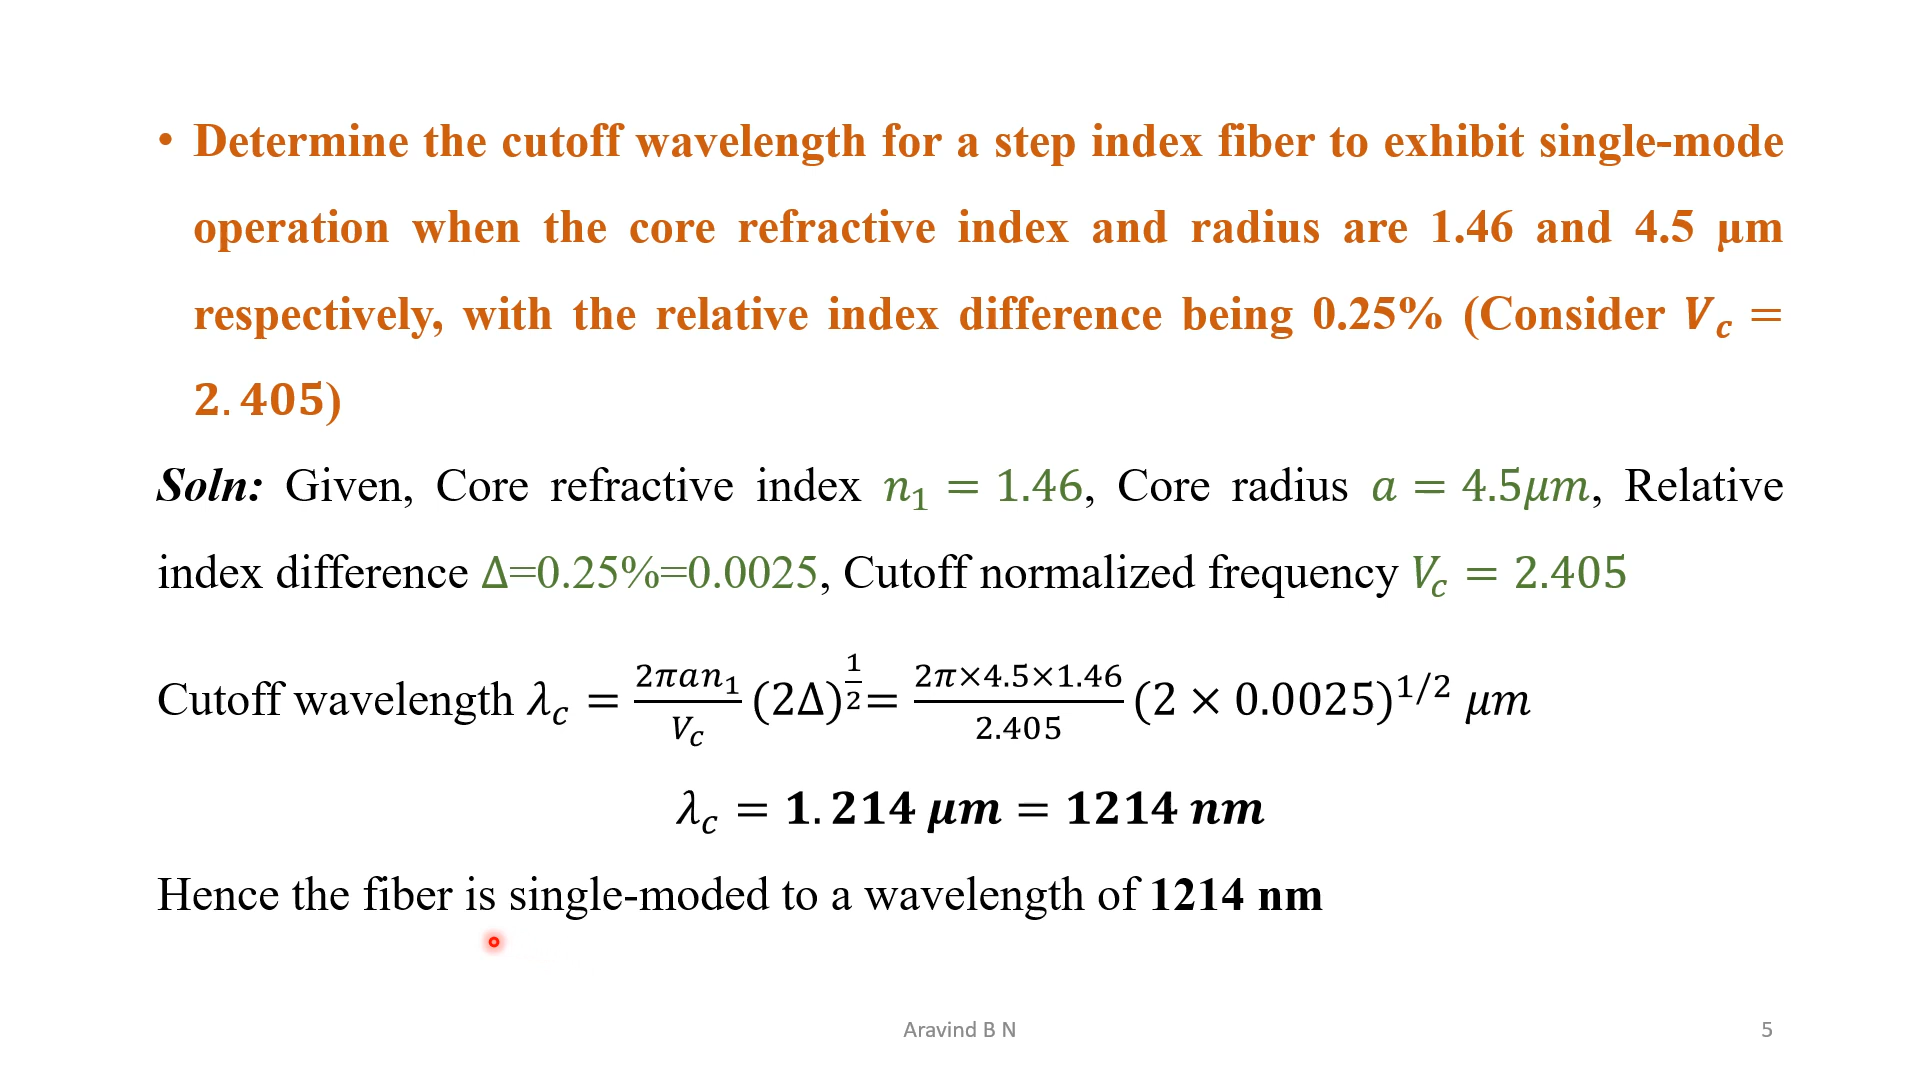 • Determine the cutoff wavelength for a step index fiber to exhibit single-mode
operation when the core refractive index and radius are 1.46 and 4.5 µm
respectively, with the relative index difference being 0.25% (Consider V_c =
2.405)
Soln: Given, Core refractive index n_1 = 1.46, Core radius a = 4.5μm, Relative
index difference Δ=0.25%=0.0025, Cutoff normalized frequency V_c = 2.405
Cutoff wavelength λ_c = \frac{2πan_1}{V_c} (2Δ)^{\frac{1}{2}}= \frac{2π×4.5×1.46}{2.405} (2 × 0.0025)^{1/2} μm
λ_c = 1.214 μm = 1214 nm
Hence the fiber is single-moded to a wavelength of 1214 nm
Aravind B N
5